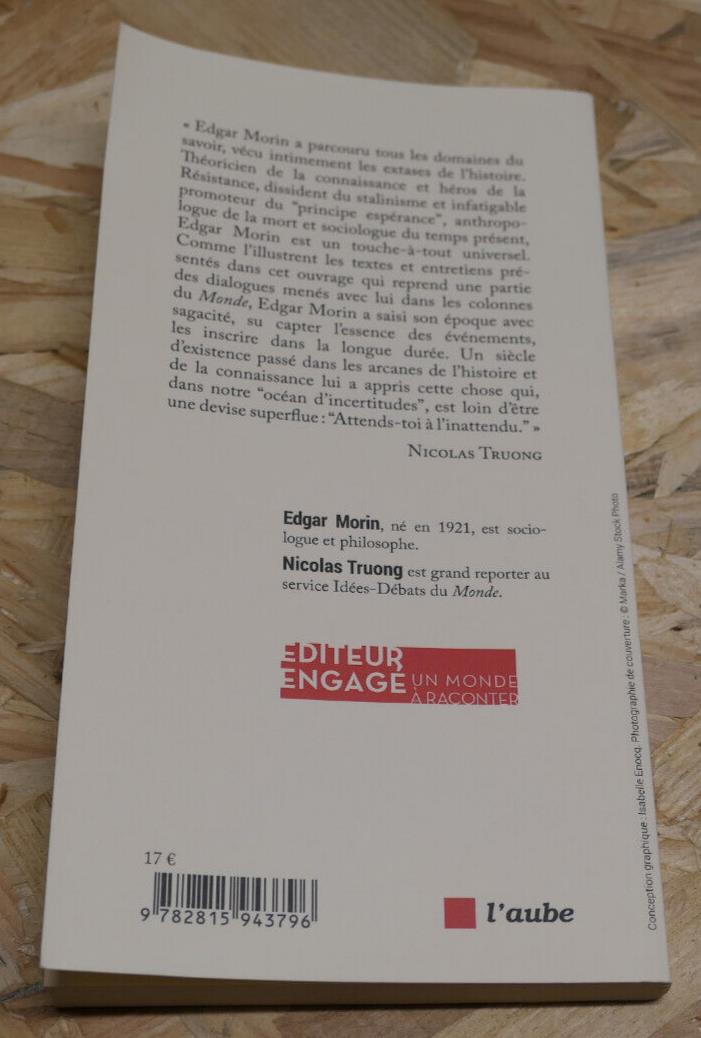 « Edgar Morin a parcouru tous les domaines du
savoir, vécu intimement les extases de l'histoire.
Théoricien de la connaissance et héros de la
Résistance, dissident du stalinisme et infatigable
promoteur du "principe espérance", anthropo-
logue de la mort et sociologue du temps présent,
Edgar Morin est un touche-à-tout universel.
Comme l'illustrent les textes et entretiens pré-
sentés dans cet ouvrage qui reprend une partie
des dialogues menés avec lui dans les colonnes
du Monde, Edgar Morin a saisi son époque avec
sagacité, su capter l'essence des événements,
les inscrire dans la longue durée. Un siècle
d'existence passé dans les arcanes de l'histoire et
de la connaissance lui a appris cette chose qui,
dans notre "océan d'incertitudes", est loin d'être
une devise superflue : "Attends-toi à l'inattendu." »
NICOLAS TRUONG
Edgar Morin, né en 1921, est socio-
logue et philosophe.
Nicolas Truong est grand reporter au
service Idées-Débats du Monde.
ÉDITEUR
ENGAGÉ UN MONDE
À RACONTER
17 €
9 782815 943796
l'aube
Conception graphique : Isabelle Enocq. Photographie de couverture : © Marka / Alamy Stock Photo